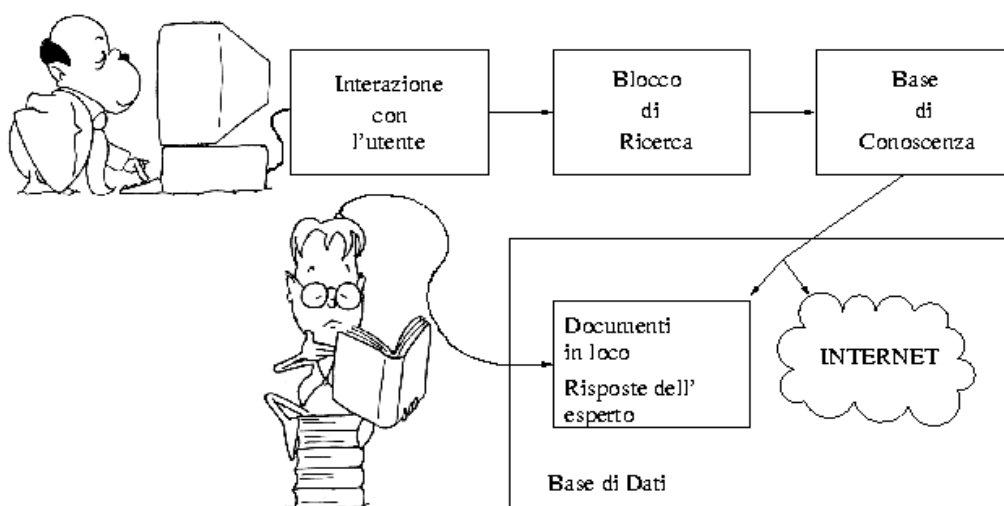 Interazione
con
l'utente
Blocco
di
Ricerca
Base
di
Conoscenza
Documenti
in loco
Risposte dell'
esperto
INTERNET
Base di Dati